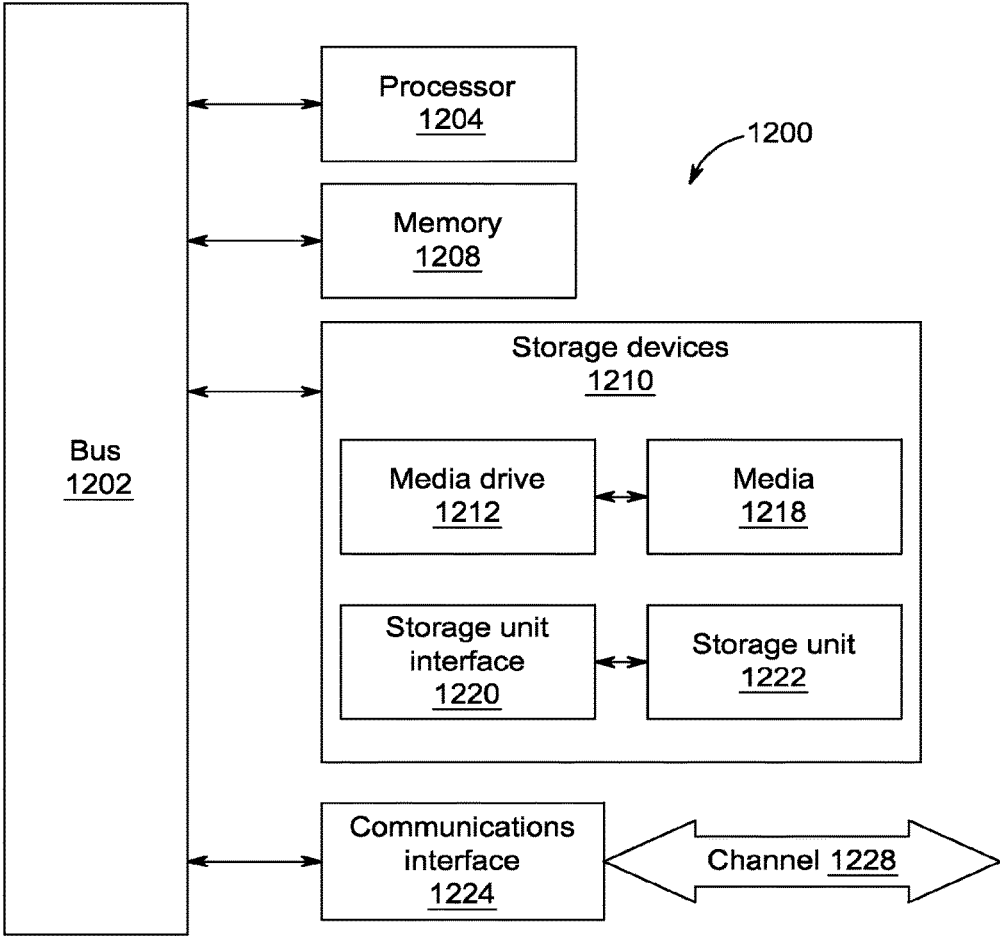 Processor
1204
1200
Memory
1208
Storage devices
1210
Bus
1202
Media drive
1212
Media
1218
Storage unit
interface
1220
Storage unit
1222
Communications
interface
1224
Channel 1228